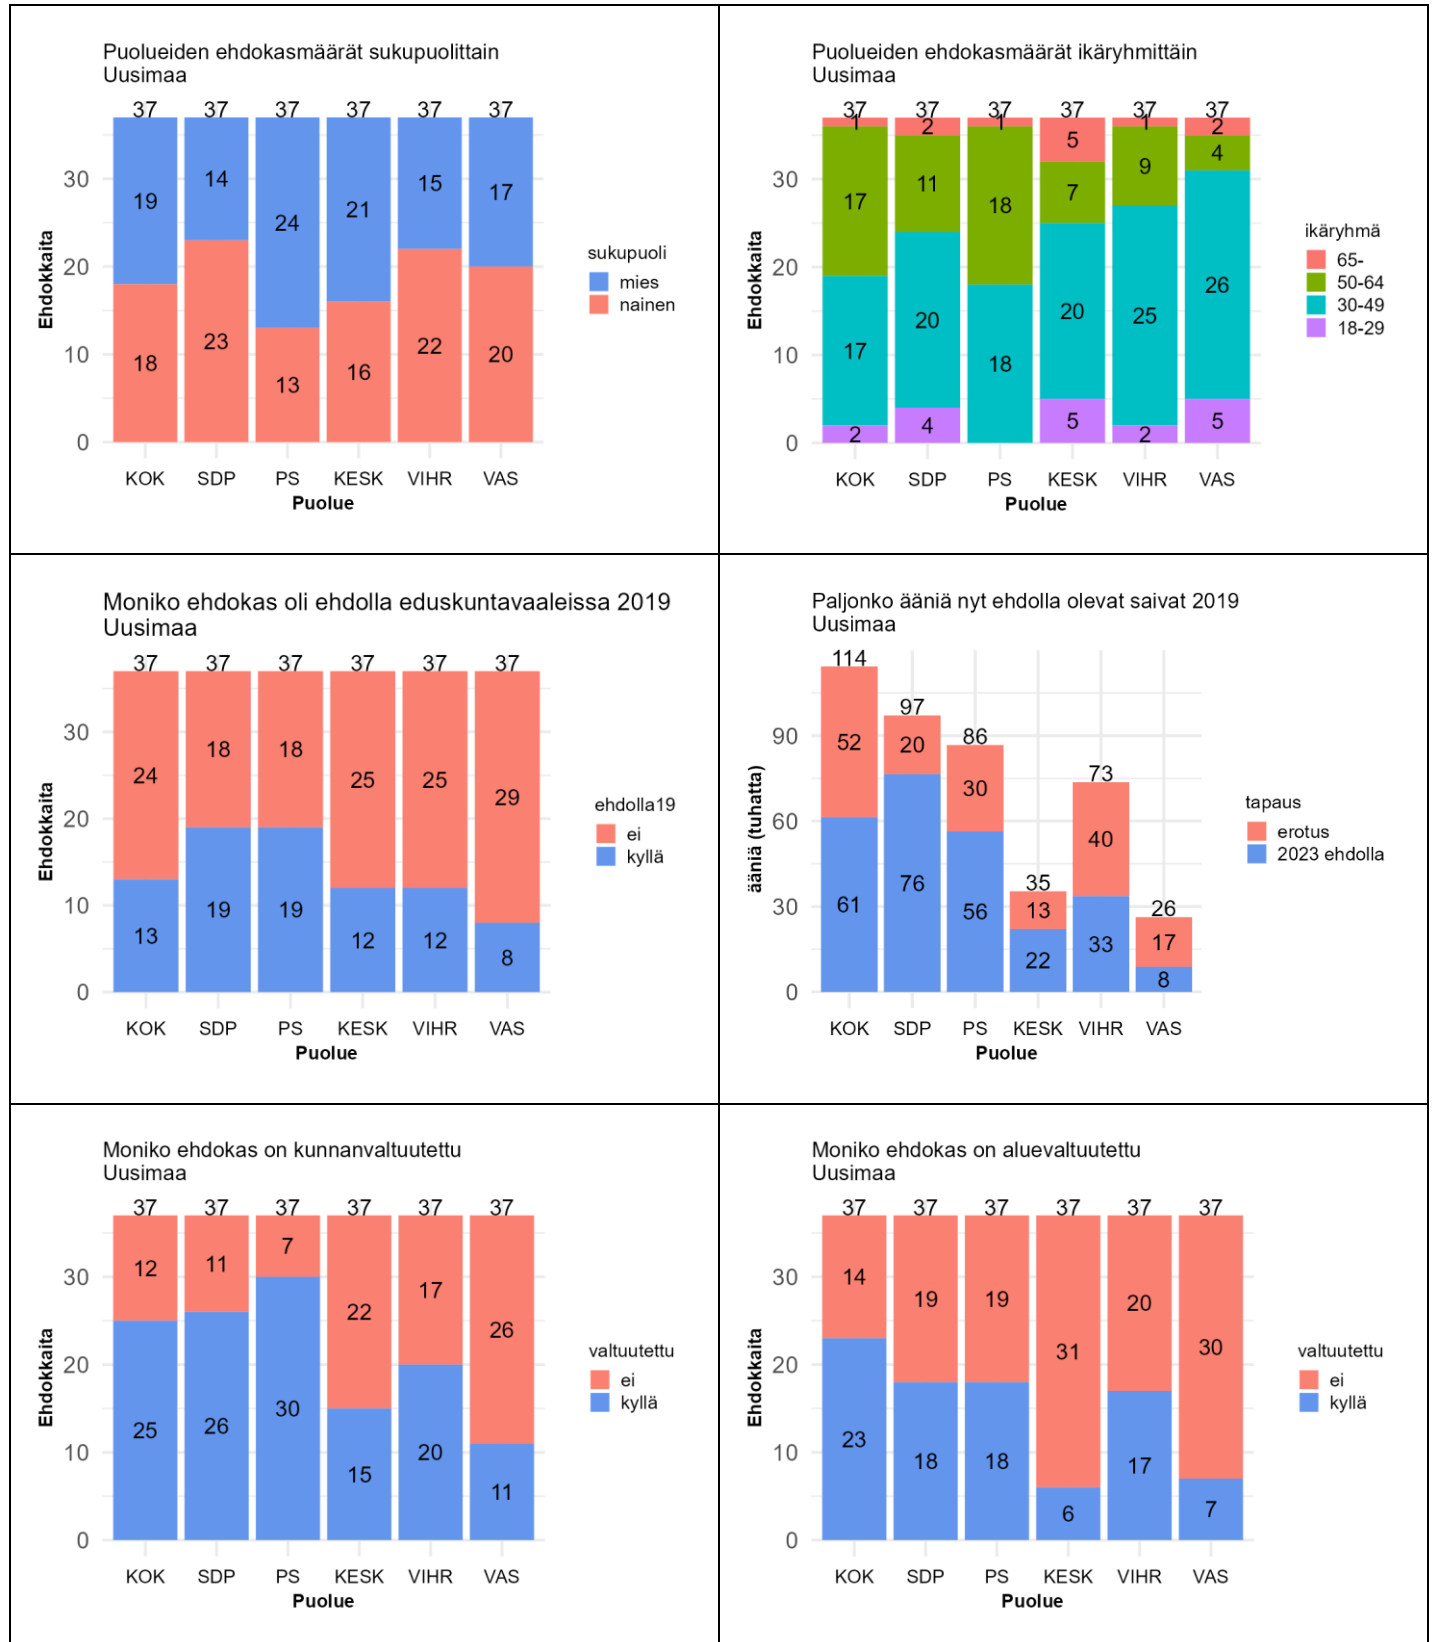 Puolueiden ehdokasmäärät sukupuolittain
Uusimaa
37 37 37 37 37 37
19 14 24 21 15 17
18 23 13 16 22 20
30
20
10
0
Ehdokkaita
KOK SDP PS KESK VIHR VAS
Puolue
sukupuoli
mies
nainen
Puolueiden ehdokasmäärät ikäryhmittäin
Uusimaa
37 37 37 37 37 37
1 2 1 5 1 2
17 11 18 7 9 4
17 20 18 20 25 26
2 4 5 2 5
30
20
10
0
Ehdokkaita
KOK SDP PS KESK VIHR VAS
Puolue
ikäryhmä
65-
50-64
30-49
18-29
Moniko ehdokas oli ehdolla eduskuntavaaleissa 2019
Uusimaa
37 37 37 37 37 37
24 18 18 25 25 29
13 19 19 12 12 8
30
20
10
0
Ehdokkaita
KOK SDP PS KESK VIHR VAS
Puolue
ehdolla19
ei
kyllä
Paljonko ääniä nyt ehdolla olevat saivat 2019
Uusimaa
114 97 86 35 73 26
52 20 30 13 40 17
61 76 56 22 33 8
90
60
30
0
ääniä (tuhatta)
KOK SDP PS KESK VIHR VAS
Puolue
tapaus
erotus
2023 ehdolla
Moniko ehdokas on kunnanvaltuutettu
Uusimaa
37 37 37 37 37 37
12 11 7 22 17 26
25 26 30 15 20 11
30
20
10
0
Ehdokkaita
KOK SDP PS KESK VIHR VAS
Puolue
valtuutettu
ei
kyllä
Moniko ehdokas on aluevaltuutettu
Uusimaa
37 37 37 37 37 37
14 19 19 31 20 30
23 18 18 6 17 7
30
20
10
0
Ehdokkaita
KOK SDP PS KESK VIHR VAS
Puolue
valtuutettu
ei
kyllä